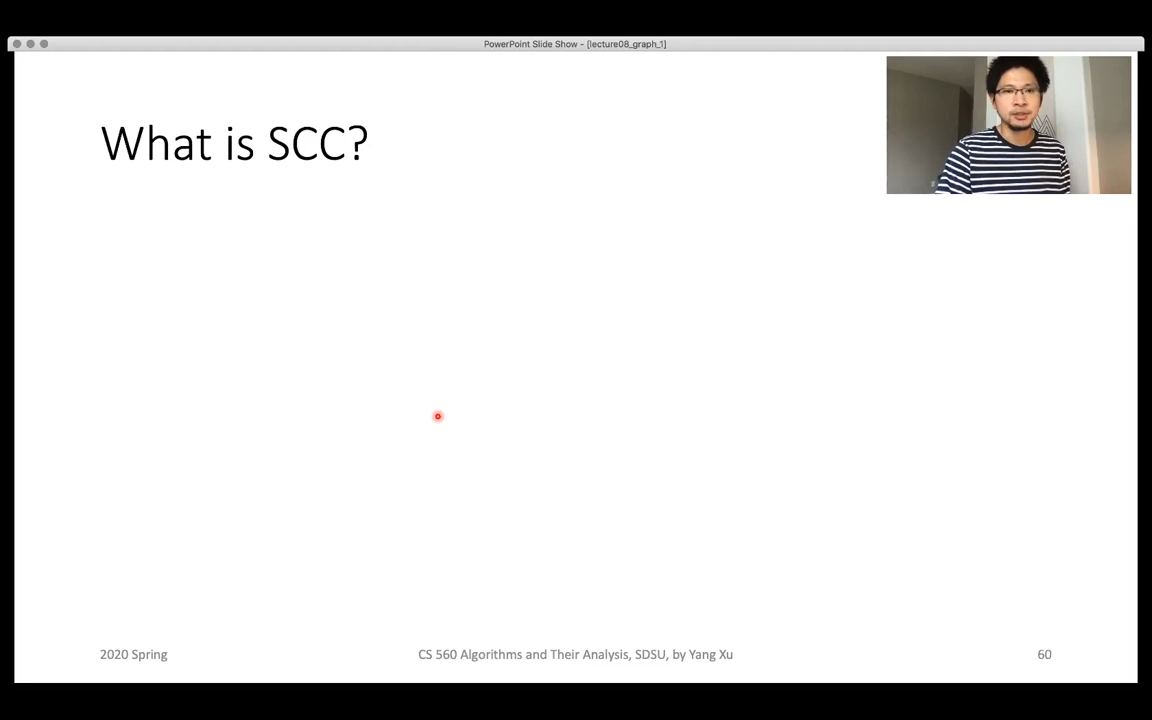 PowerPoint Slide Show - [lecture08_graph_1]
What is SCC?
2020 Spring
CS 560 Algorithms and Their Analysis, SDSU, by Yang Xu
60